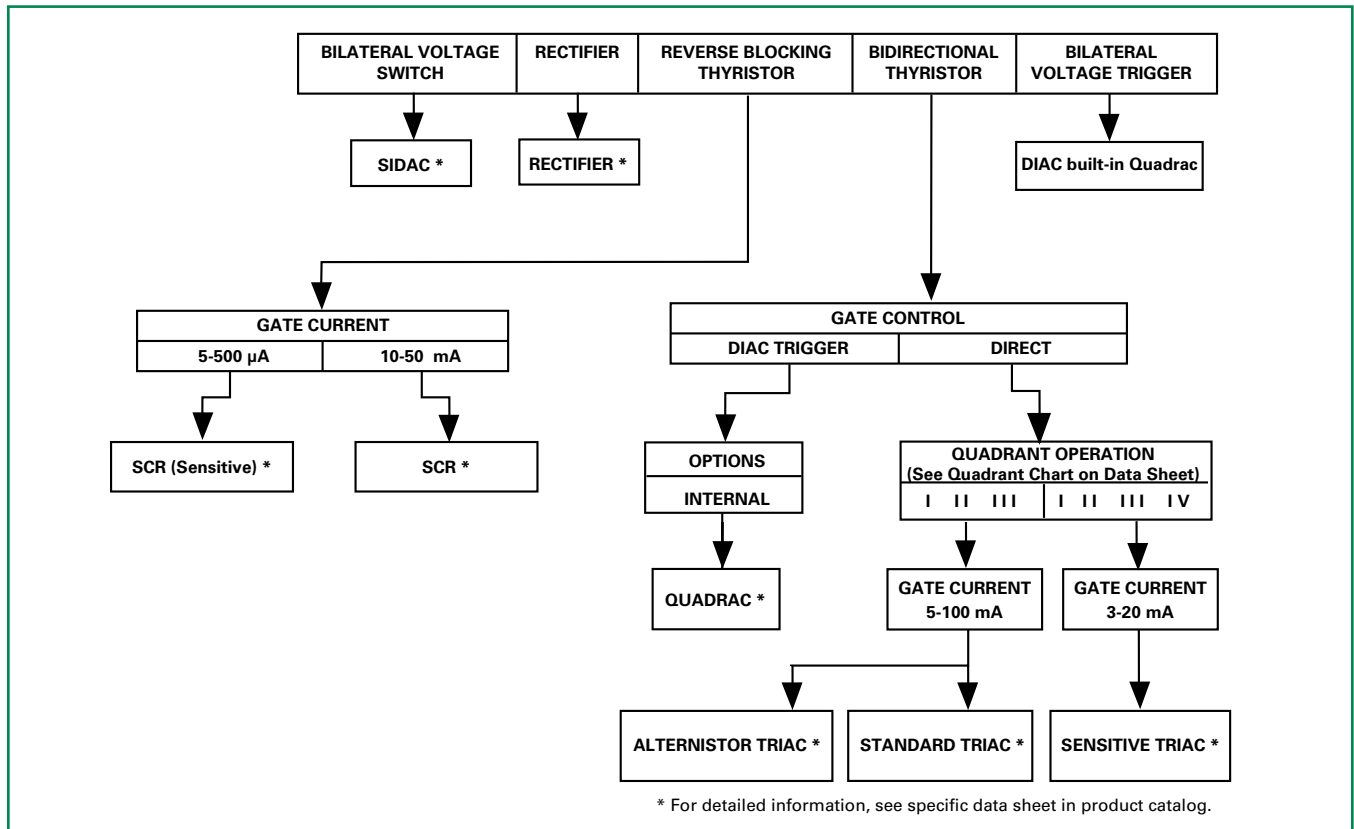 BILATERAL VOLTAGE
SWITCH
RECTIFIER
REVERSE BLOCKING
THYRISTOR
BIDIRECTIONAL
THYRISTOR
BILATERAL
VOLTAGE TRIGGER
SIDAC *
RECTIFIER *
DIAC built-in Quadrac
GATE CURRENT
5-500 µA
10-50 mA
GATE CONTROL
DIAC TRIGGER
DIRECT
SCR (Sensitive) *
SCR *
OPTIONS
INTERNAL
QUADRANT OPERATION
(See Quadrant Chart on Data Sheet)
I II III
I II III IV
QUADRAC *
GATE CURRENT
5-100 mA
GATE CURRENT
3-20 mA
ALTERNISTOR TRIAC *
STANDARD TRIAC *
SENSITIVE TRIAC *
* For detailed information, see specific data sheet in product catalog.